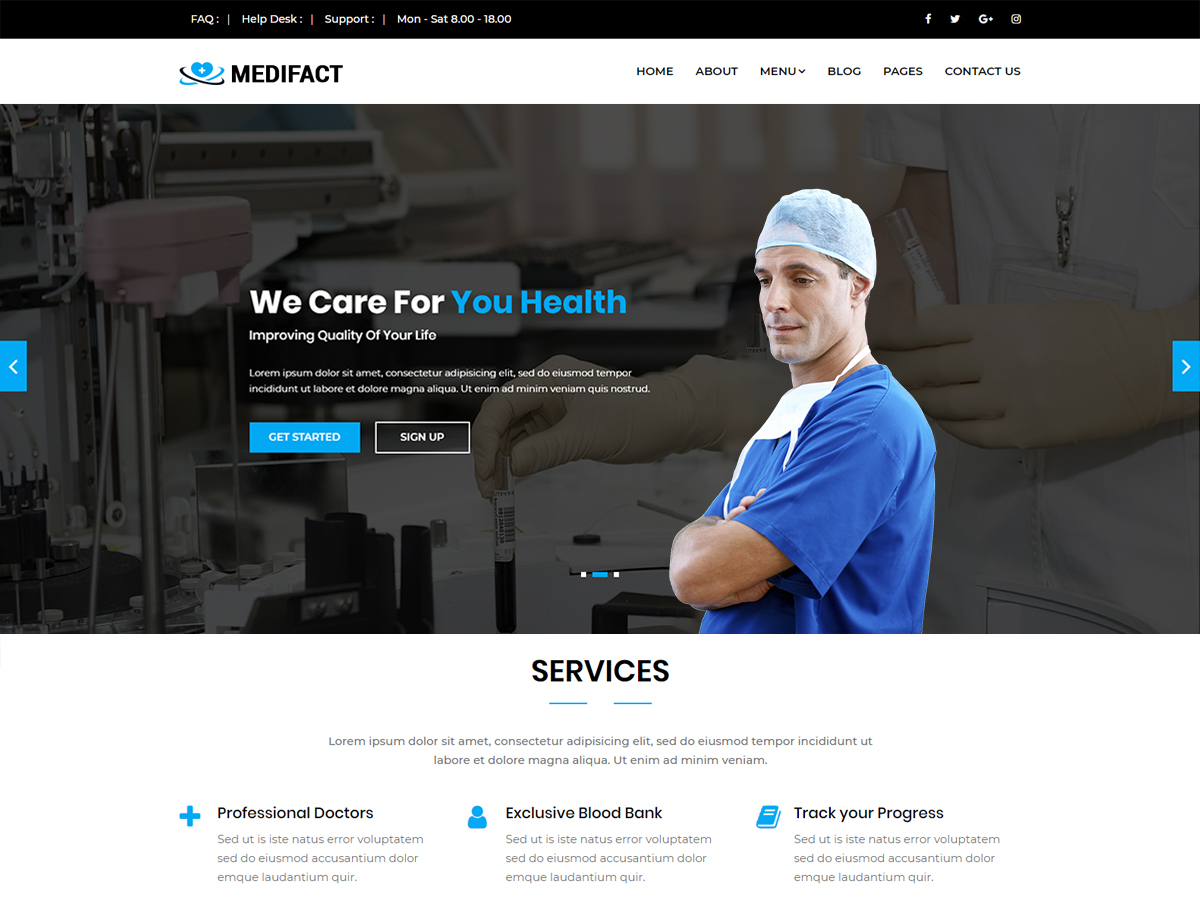 FAQ : | Help Desk : | Support : | Mon - Sat 8.00 - 18.00
MEDIFACT
HOME ABOUT MENU BLOG PAGES CONTACT US
We Care For You Health
Improving Quality Of Your Life
Lorem ipsum dolor sit amet, consectetur adipisicing elit, sed do eiusmod tempor
incididunt ut labore et dolore magna aliqua. Ut enim ad minim veniam quis nostrud.
GET STARTED SIGN UP
SERVICES
Lorem ipsum dolor sit amet, consectetur adipisicing elit, sed do eiusmod tempor incididunt ut
labore et dolore magna aliqua. Ut enim ad minim veniam.
Professional Doctors
Sed ut is iste natus error voluptatem
sed do eiusmod accusantium dolor
emque laudantium quir.
Exclusive Blood Bank
Sed ut is iste natus error voluptatem
sed do eiusmod accusantium dolor
emque laudantium quir.
Track your Progress
Sed ut is iste natus error voluptatem
sed do eiusmod accusantium dolor
emque laudantium quir.